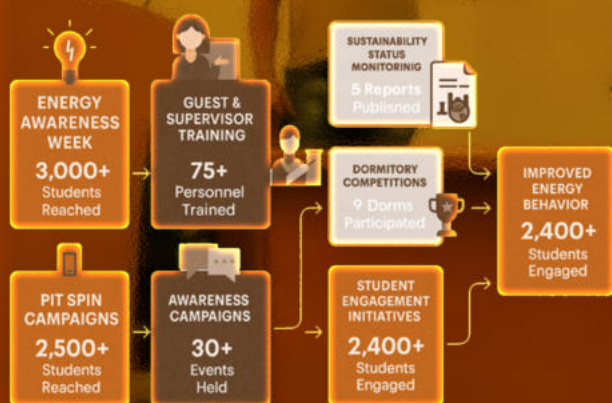 ENERGY
AWARENESS
WEEK
3,000+
Students
Reached
GUEST &
SUPERVISOR
TRAINING
75+
Personnel
Trained
SUSTAINABILITY
STATUS
MONITORINIG
5 Reports
Publisned
DORMITORY
COMPETITIONS
9 Dorms
Participated
IMPROVED
ENERGY
BEHAVIOR
2,400+
Students
Engaged
PIT SPIN
CAMPAIGNS
2,500+
Students
Reached
AWARENESS
CAMPAIGNS
30+
Events
Held
STUDENT
ENGAGEMENT
INITIATIVES
2,400+
Students
Engaged